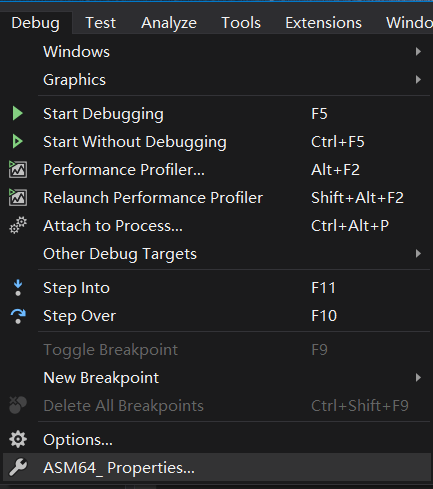 Debug Test Analyze Tools Extensions Windo
Windows
Graphics
Start Debugging F5
Start Without Debugging Ctrl+F5
Performance Profiler... Alt+F2
Relaunch Performance Profiler Shift+Alt+F2
Attach to Process... Ctrl+Alt+P
Other Debug Targets
Step Into F11
Step Over F10
Toggle Breakpoint F9
New Breakpoint
Delete All Breakpoints Ctrl+Shift+F9
Options...
ASM64_ Properties...